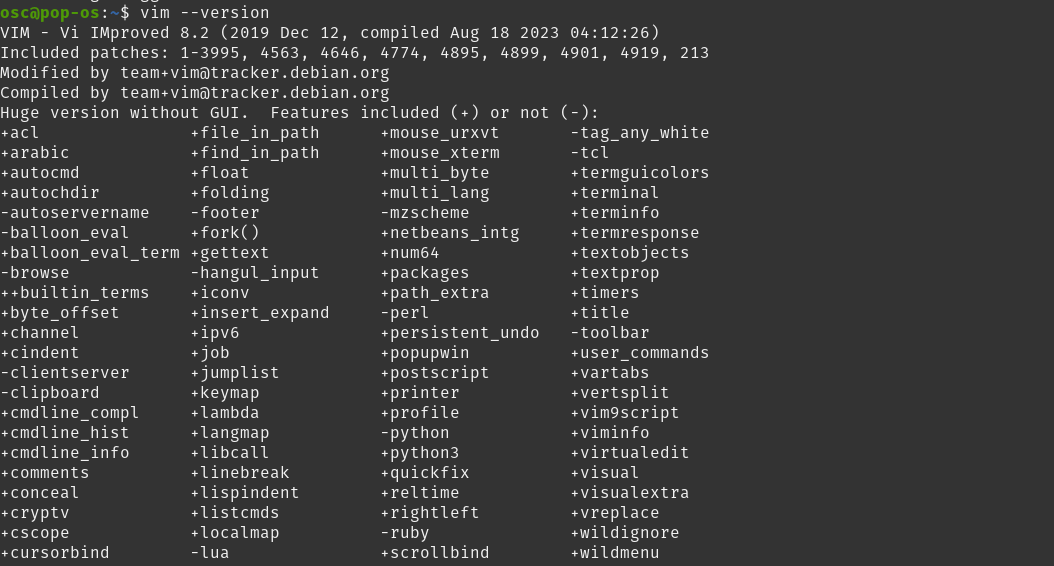 osc@pop-os:~$ vim --version
VIM - Vi IMproved 8.2 (2019 Dec 12, compiled Aug 18 2023 04:12:26)
Included patches: 1-3995, 4563, 4646, 4774, 4895, 4899, 4901, 4919, 213
Modified by team+vim@tracker.debian.org
Compiled by team+vim@tracker.debian.org
Huge version without GUI.  Features included (+) or not (-):
+acl               +file_in_path      +mouse_urxvt       -tag_any_white
+arabic            +find_in_path      +mouse_xterm       -tcl
+autocmd           +float             +multi_byte        +termguicolors
+autochdir         +folding           +multi_lang        +terminal
-autoservername    -footer            -mzscheme          +terminfo
-balloon_eval      +fork()            +netbeans_intg     +termresponse
+balloon_eval_term +gettext           +num64             +textobjects
-browse            -hangul_input      +packages          +textprop
++builtin_terms    +iconv             +path_extra        +timers
+byte_offset       +insert_expand     -perl              +title
+channel           +ipv6              +persistent_undo   -toolbar
+cindent           +job               +popupwin          +user_commands
-clientserver      +jumplist          +postscript        +vartabs
-clipboard         +keymap            +printer           +vertsplit
+cmdline_compl     +lambda            +profile           +vim9script
+cmdline_hist      +langmap           -python            +viminfo
+cmdline_info      +libcall           +python3           +virtualedit
+comments          +linebreak         +quickfix          +visual
+conceal           +lispindent        +reltime           +visualextra
+cryptv            +listcmds          +rightleft         +vreplace
+cscope            +localmap          -ruby              +wildignore
+cursorbind        -lua               +scrollbind        +wildmenu